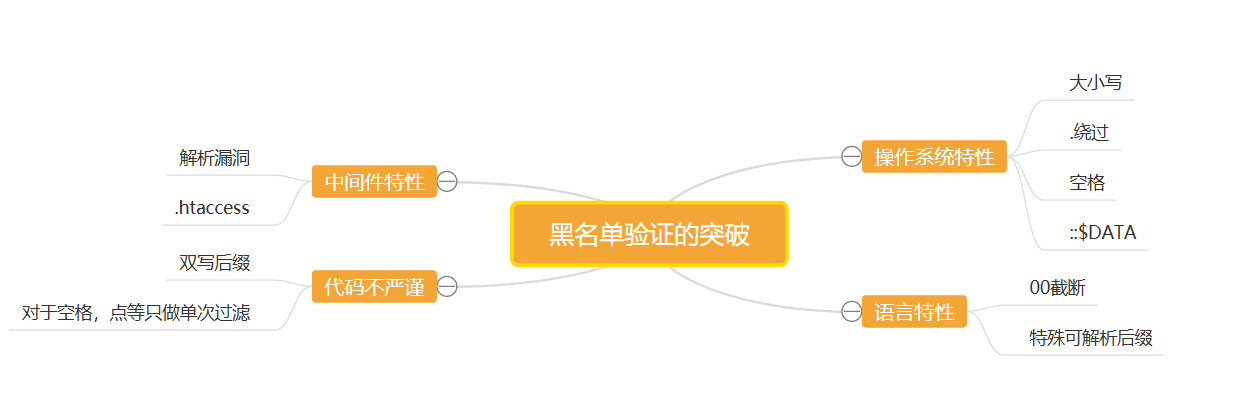 黑名单验证的突破
操作系统特性
大小写
.绕过
空格
::$DATA
语言特性
00截断
特殊可解析后缀
中间件特性
解析漏洞
.htaccess
代码不严谨
双写后缀
对于空格，点等只做单次过滤